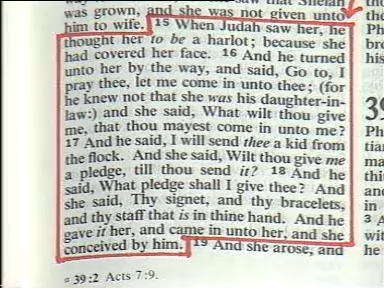 was grown, and she was not given unto
him to wife. 15 When Judah saw her, he
thought her to be a harlot; because she
had covered her face. 16 And he turned
unto her by the way, and said, Go to, I
pray thee, let me come in unto thee; (for
he knew not that she was his daughter-in-
law:) and she said, What wilt thou give
me, that thou mayest come in unto me?
17 And he said, I will send thee a kid from
the flock. And she said, Wilt thou give me
a pledge, till thou send it? 18 And he
said, What pledge shall I give thee? And
she said, Thy signet, and thy bracelets,
and thy staff that is in thine hand. And he
gave it her, and came in unto her, and she
conceived by him. 19 And she arose, and
39:2 Acts 7:9.